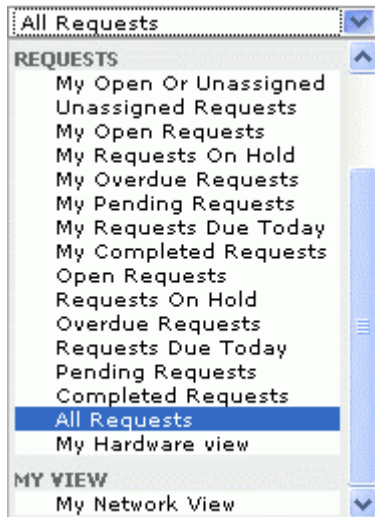 All Requests
REQUESTS
My Open Or Unassigned
Unassigned Requests
My Open Requests
My Requests On Hold
My Overdue Requests
My Pending Requests
My Requests Due Today
My Completed Requests
Open Requests
Requests On Hold
Overdue Requests
Requests Due Today
Pending Requests
Completed Requests
All Requests
My Hardware view
MY VIEW
My Network View